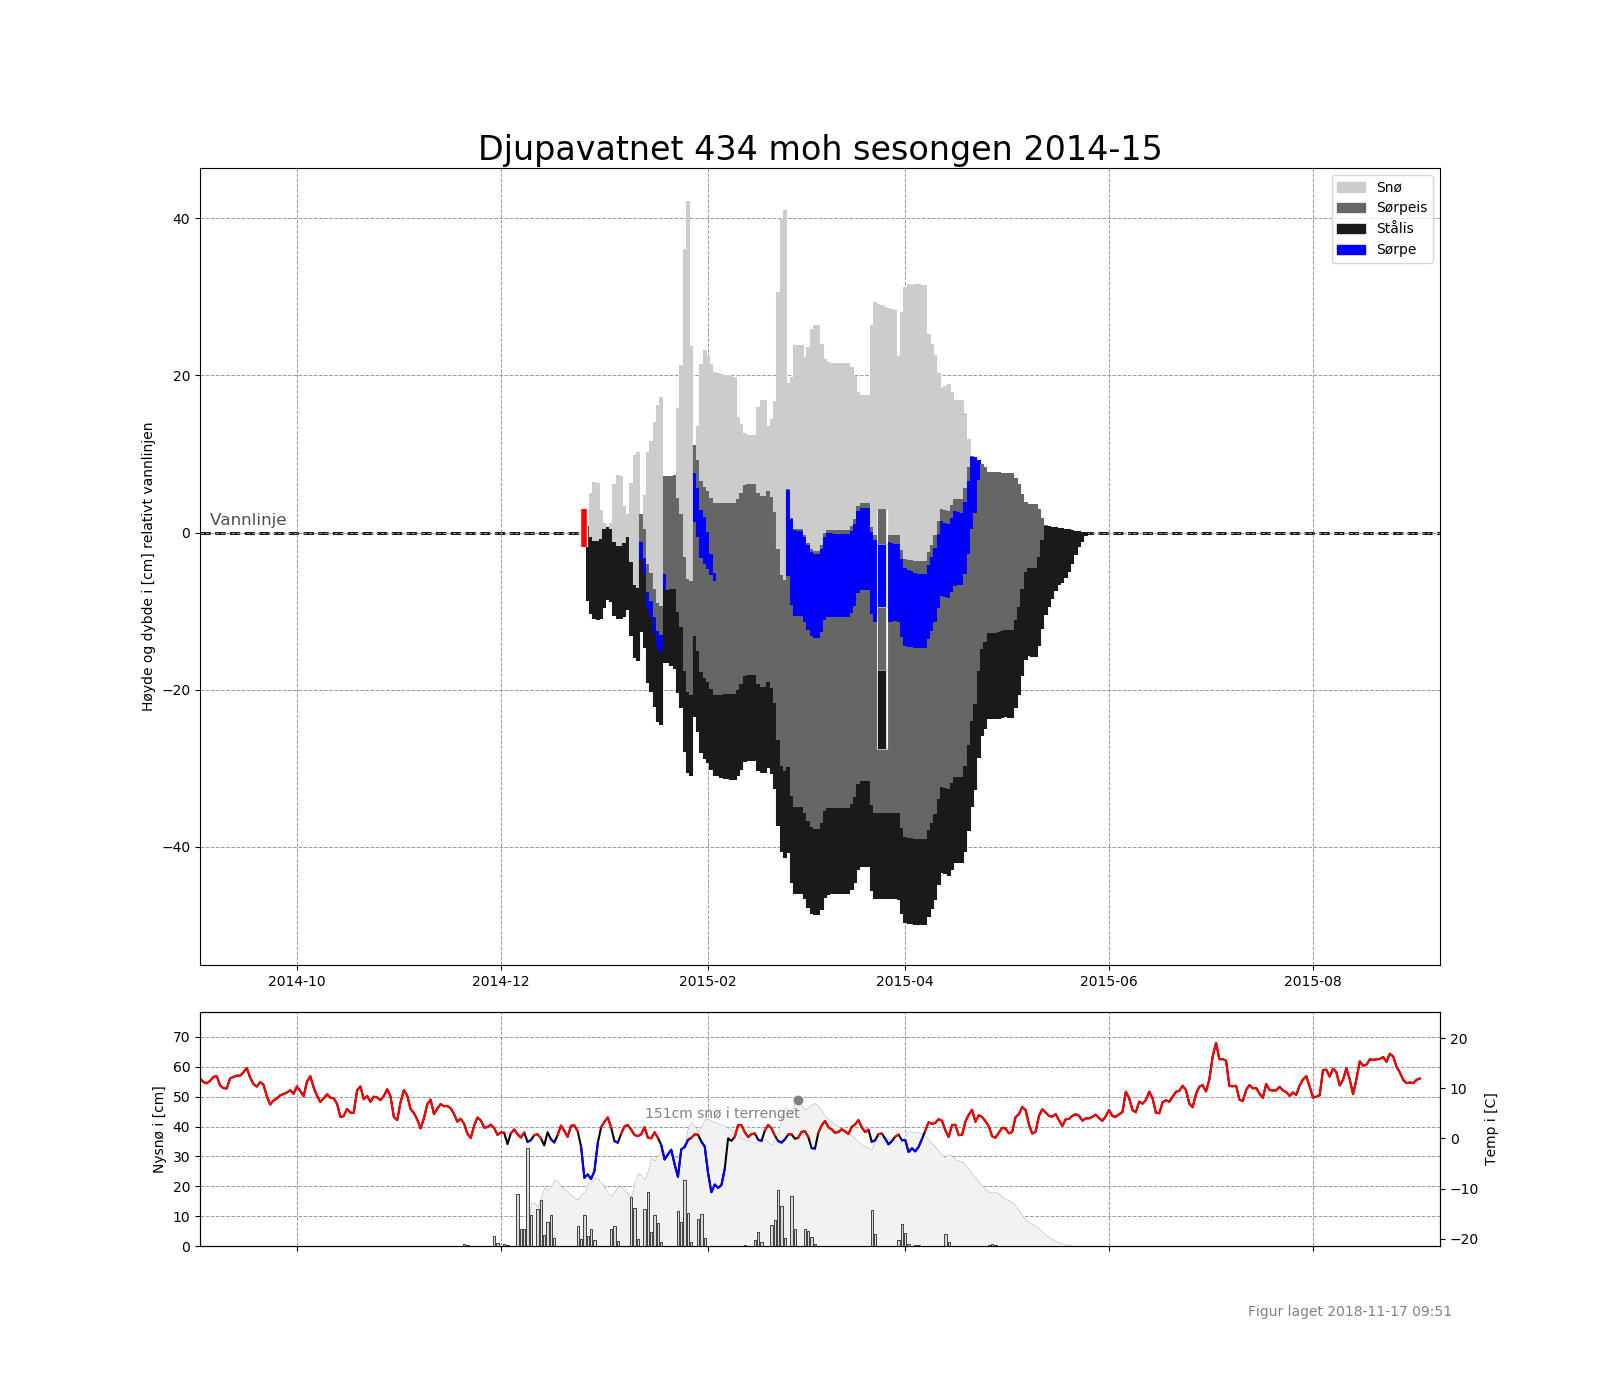 Djupavatnet 434 moh sesongen 2014-15
Snø
Sørpeis
Stålis
Sørpe
Høyde og dybde i [cm] relativt vannlinjen
40
20
0
−20
−40
Vannlinje
2014-10 2014-12 2015-02 2015-04 2015-06 2015-08
Nysnø i [cm]
70
60
50
40
30
20
10
0
151cm snø i terrenget
20
10
0
−10
−20
Temp i [C]
Figur laget 2018-11-17 09:51